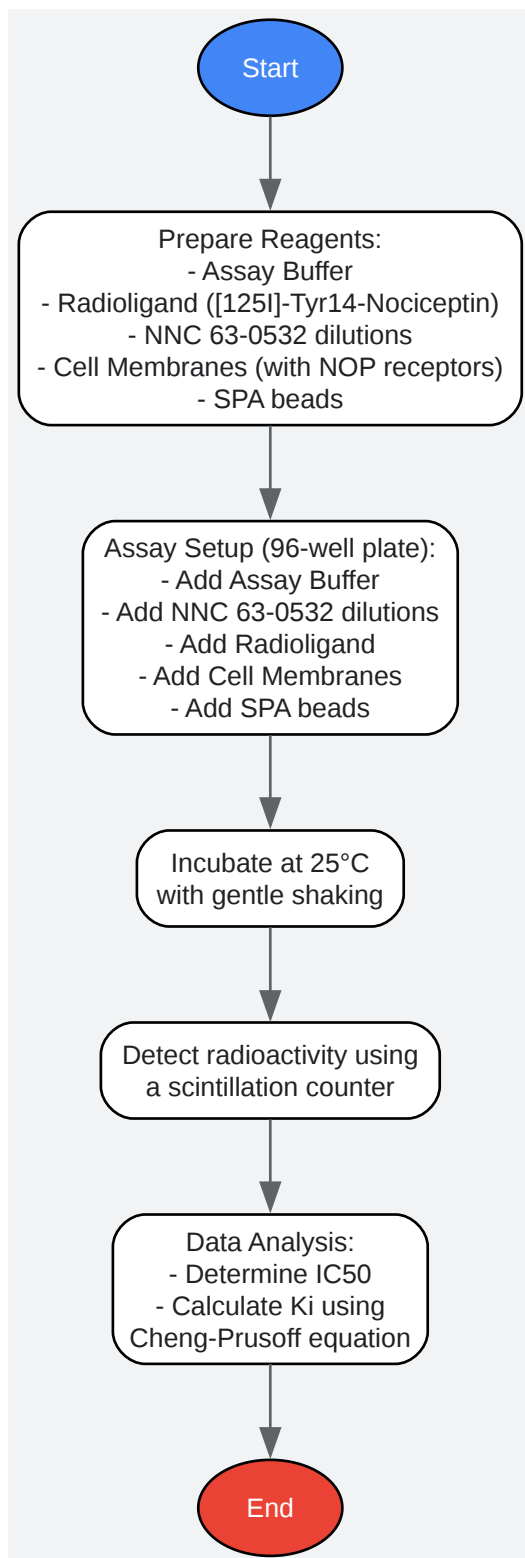 Start
Prepare Reagents:
- Assay Buffer
- Radioligand ([125I]-Tyr14-Nociceptin)
- NNC 63-0532 dilutions
- Cell Membranes (with NOP receptors)
- SPA beads
Assay Setup (96-well plate):
- Add Assay Buffer
- Add NNC 63-0532 dilutions
- Add Radioligand
- Add Cell Membranes
- Add SPA beads
Incubate at 25°C
with gentle shaking
Detect radioactivity using
a scintillation counter
Data Analysis:
- Determine IC50
- Calculate Ki using
Cheng-Prusoff equation
End